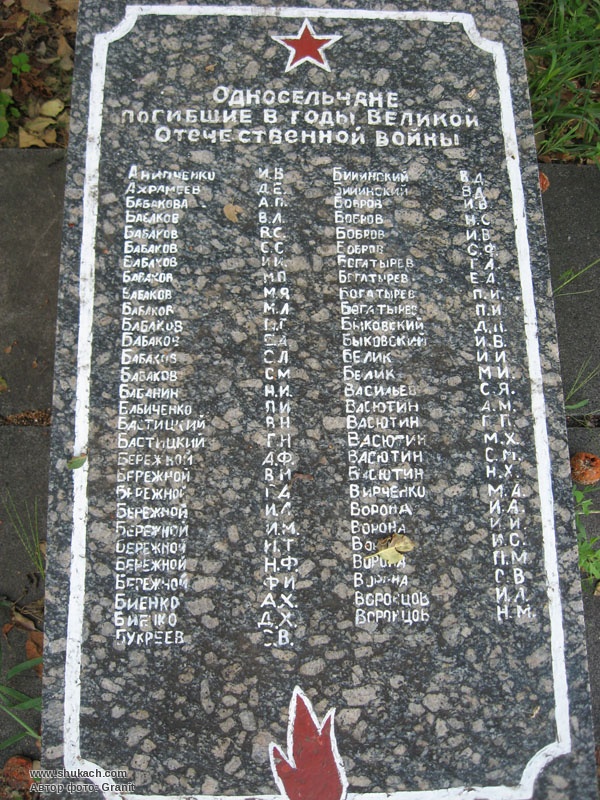 Односельчане
погибшие в годы Великой
Отечественной войны
Анипченко И.В
Ахрамеев Д.Е.
Бабакова А.П.
Бабаков В.Л.
Бабаков В.С.
Бабаков С.С
Бабаков И.И.
Бабаков М.П
Бабаков М.Я
Бабаков М.Л
Бабаков
Бабаков
Бабаков С.Л
Бабаков С.М
Бабанин Н.И.
Бабиченко П.И
Бастицкий В.Н
Бастицкий Г.Н
Бережной А.Ф.
Бережной В.И
Бережной Г.А
Бережной И.Л.
Бережной И.М.
Бережной И.Т
Бережной Н.Ф
Бережной Ф.И
Биенко А.Х.
Биенко Д.Х.
Букреев С.В.
В.Д.
В.Д
Бобров И.В
Бобров Н.С
Бобров И.В
Бобров С.Ф
Богатырев Г.А
Богатырев Е.Д
Богатырев П.И.
Богатырев П.И
Быковский Д.П.
Быковский И.В.
Белик И.И
Белик М.И.
Васильев С.Я.
Васютин А.М.
Васютин Г.П.
Васютин М.Х.
Васютин С.М.
Васютин Н.Х.
Вирченко М.А.
Ворона И.А.
Ворона И.И
И.С.
Ворона П.М
Ворона С.В
Воронцов И.Л.
Воронцов Н.М.
www.shukach.com
Автор фото: Granit